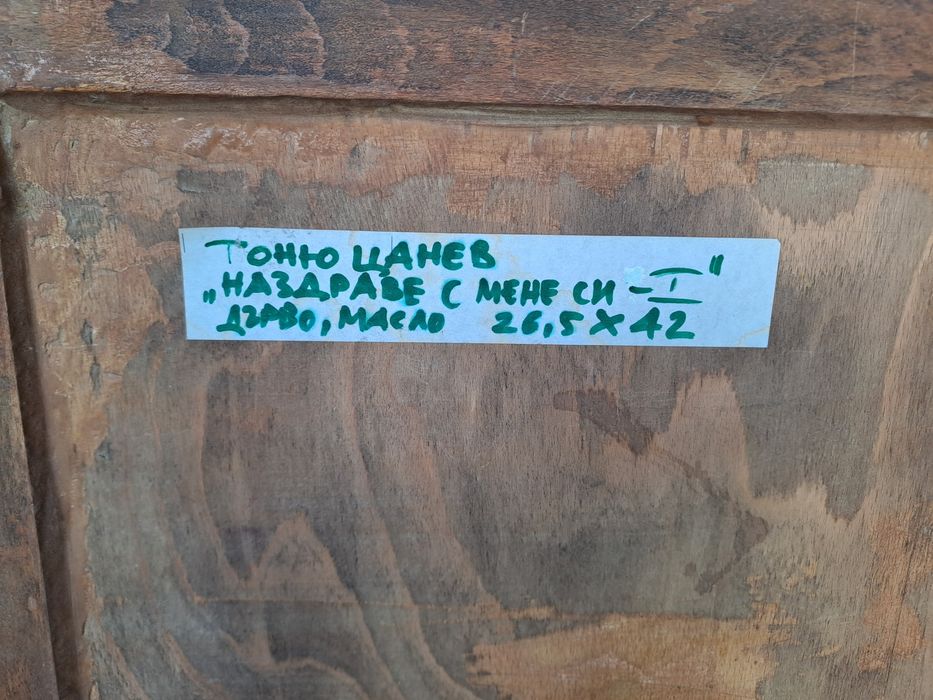 ТОНЮ ЦАНЕВ
„НАЗДРАВЕ С МЕНЕ СИ - I"
ДЪРВО, МАСЛО 26,5 X 42